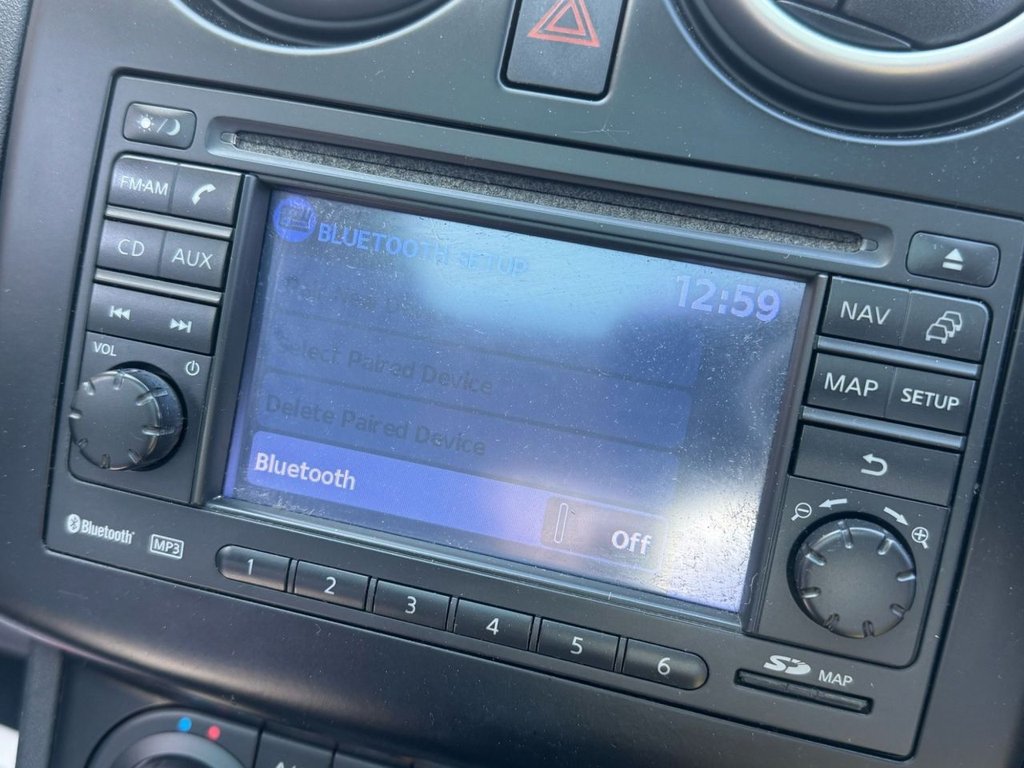 FM·AM
CD
AUX
VOL
BLUETOOTH SETUP
12:59
Select Paired Device
Delete Paired Device
Bluetooth
Off
NAV
MAP
SETUP
Bluetooth
MP3
1
2
3
4
5
6
SD
MAP